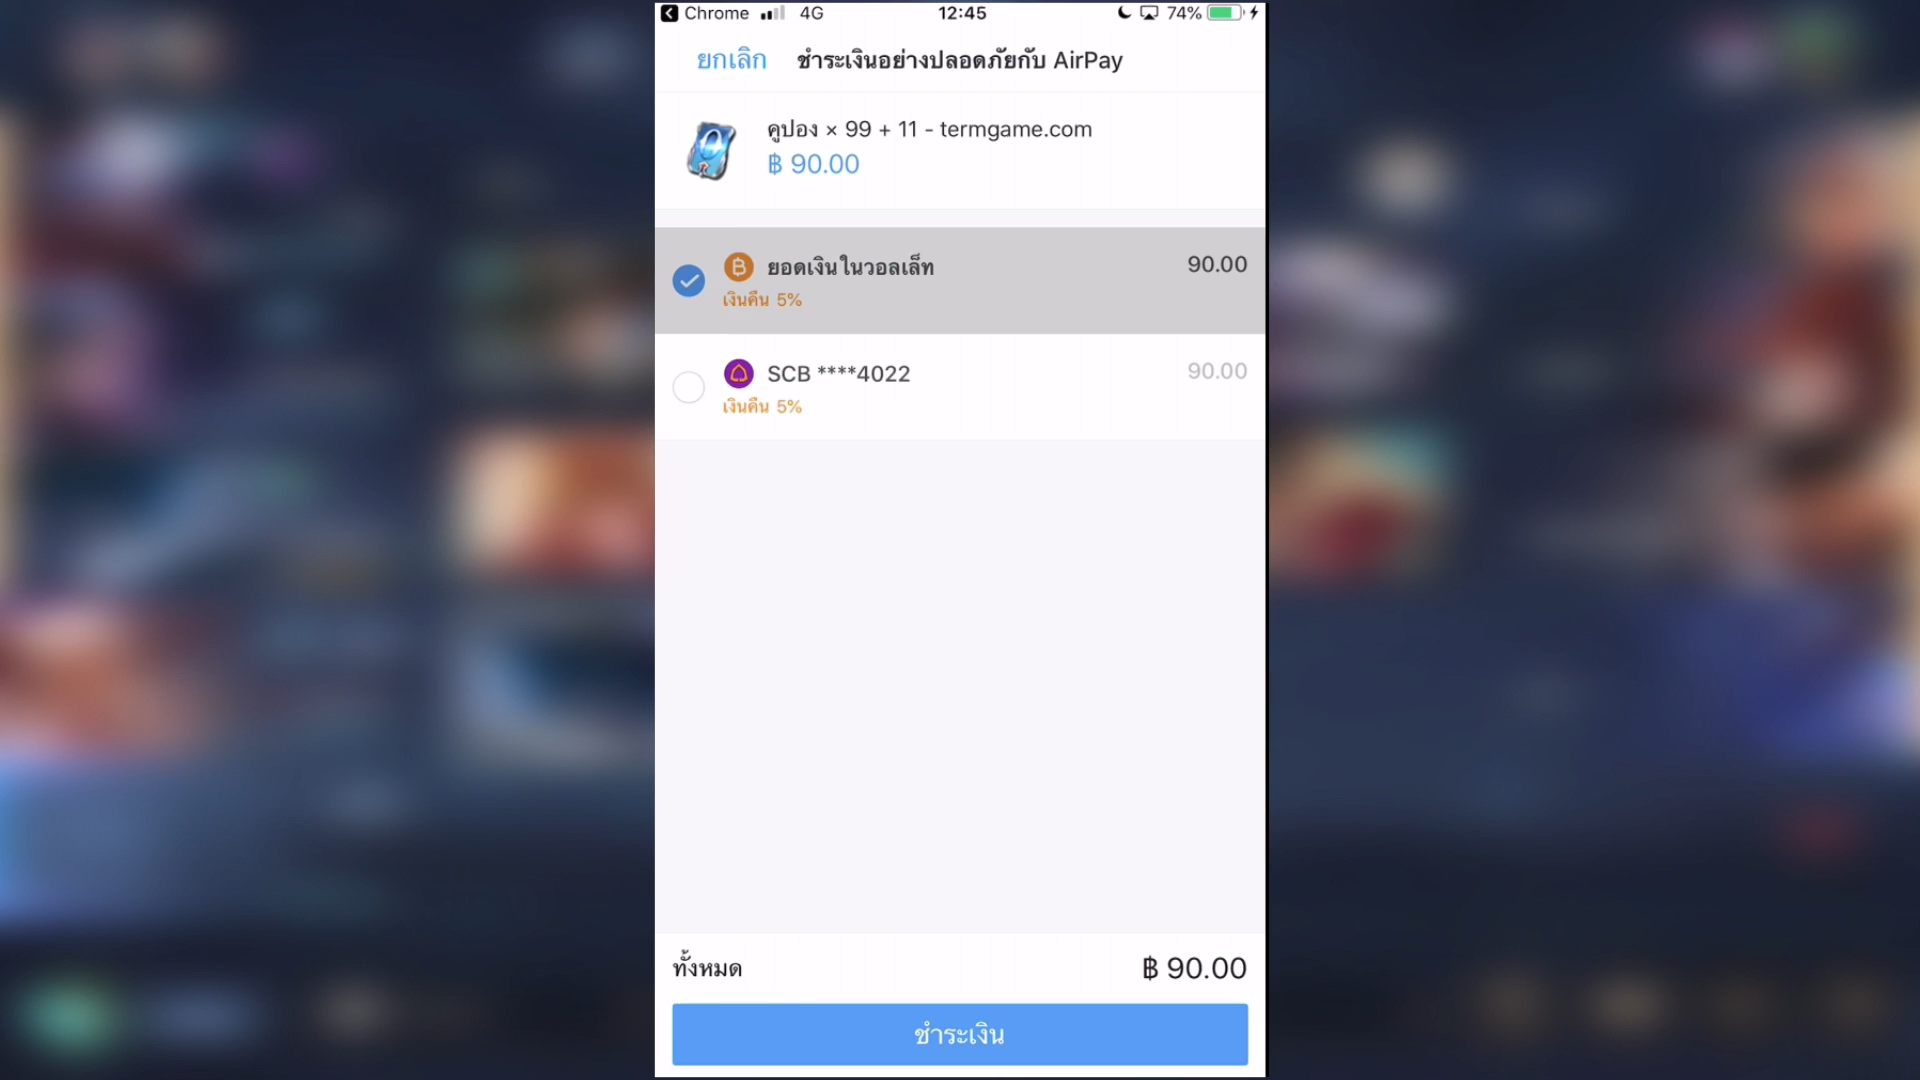 Chrome 4G 12:45 74%
ยกเลิก ชำระเงินอย่างปลอดภัยกับ AirPay
คูปอง × 99 + 11 - termgame.com
฿ 90.00
ยอดเงินในวอลเล็ท 90.00
เงินคืน 5%
SCB ****4022 90.00
เงินคืน 5%
ทั้งหมด ฿ 90.00
ชำระเงิน